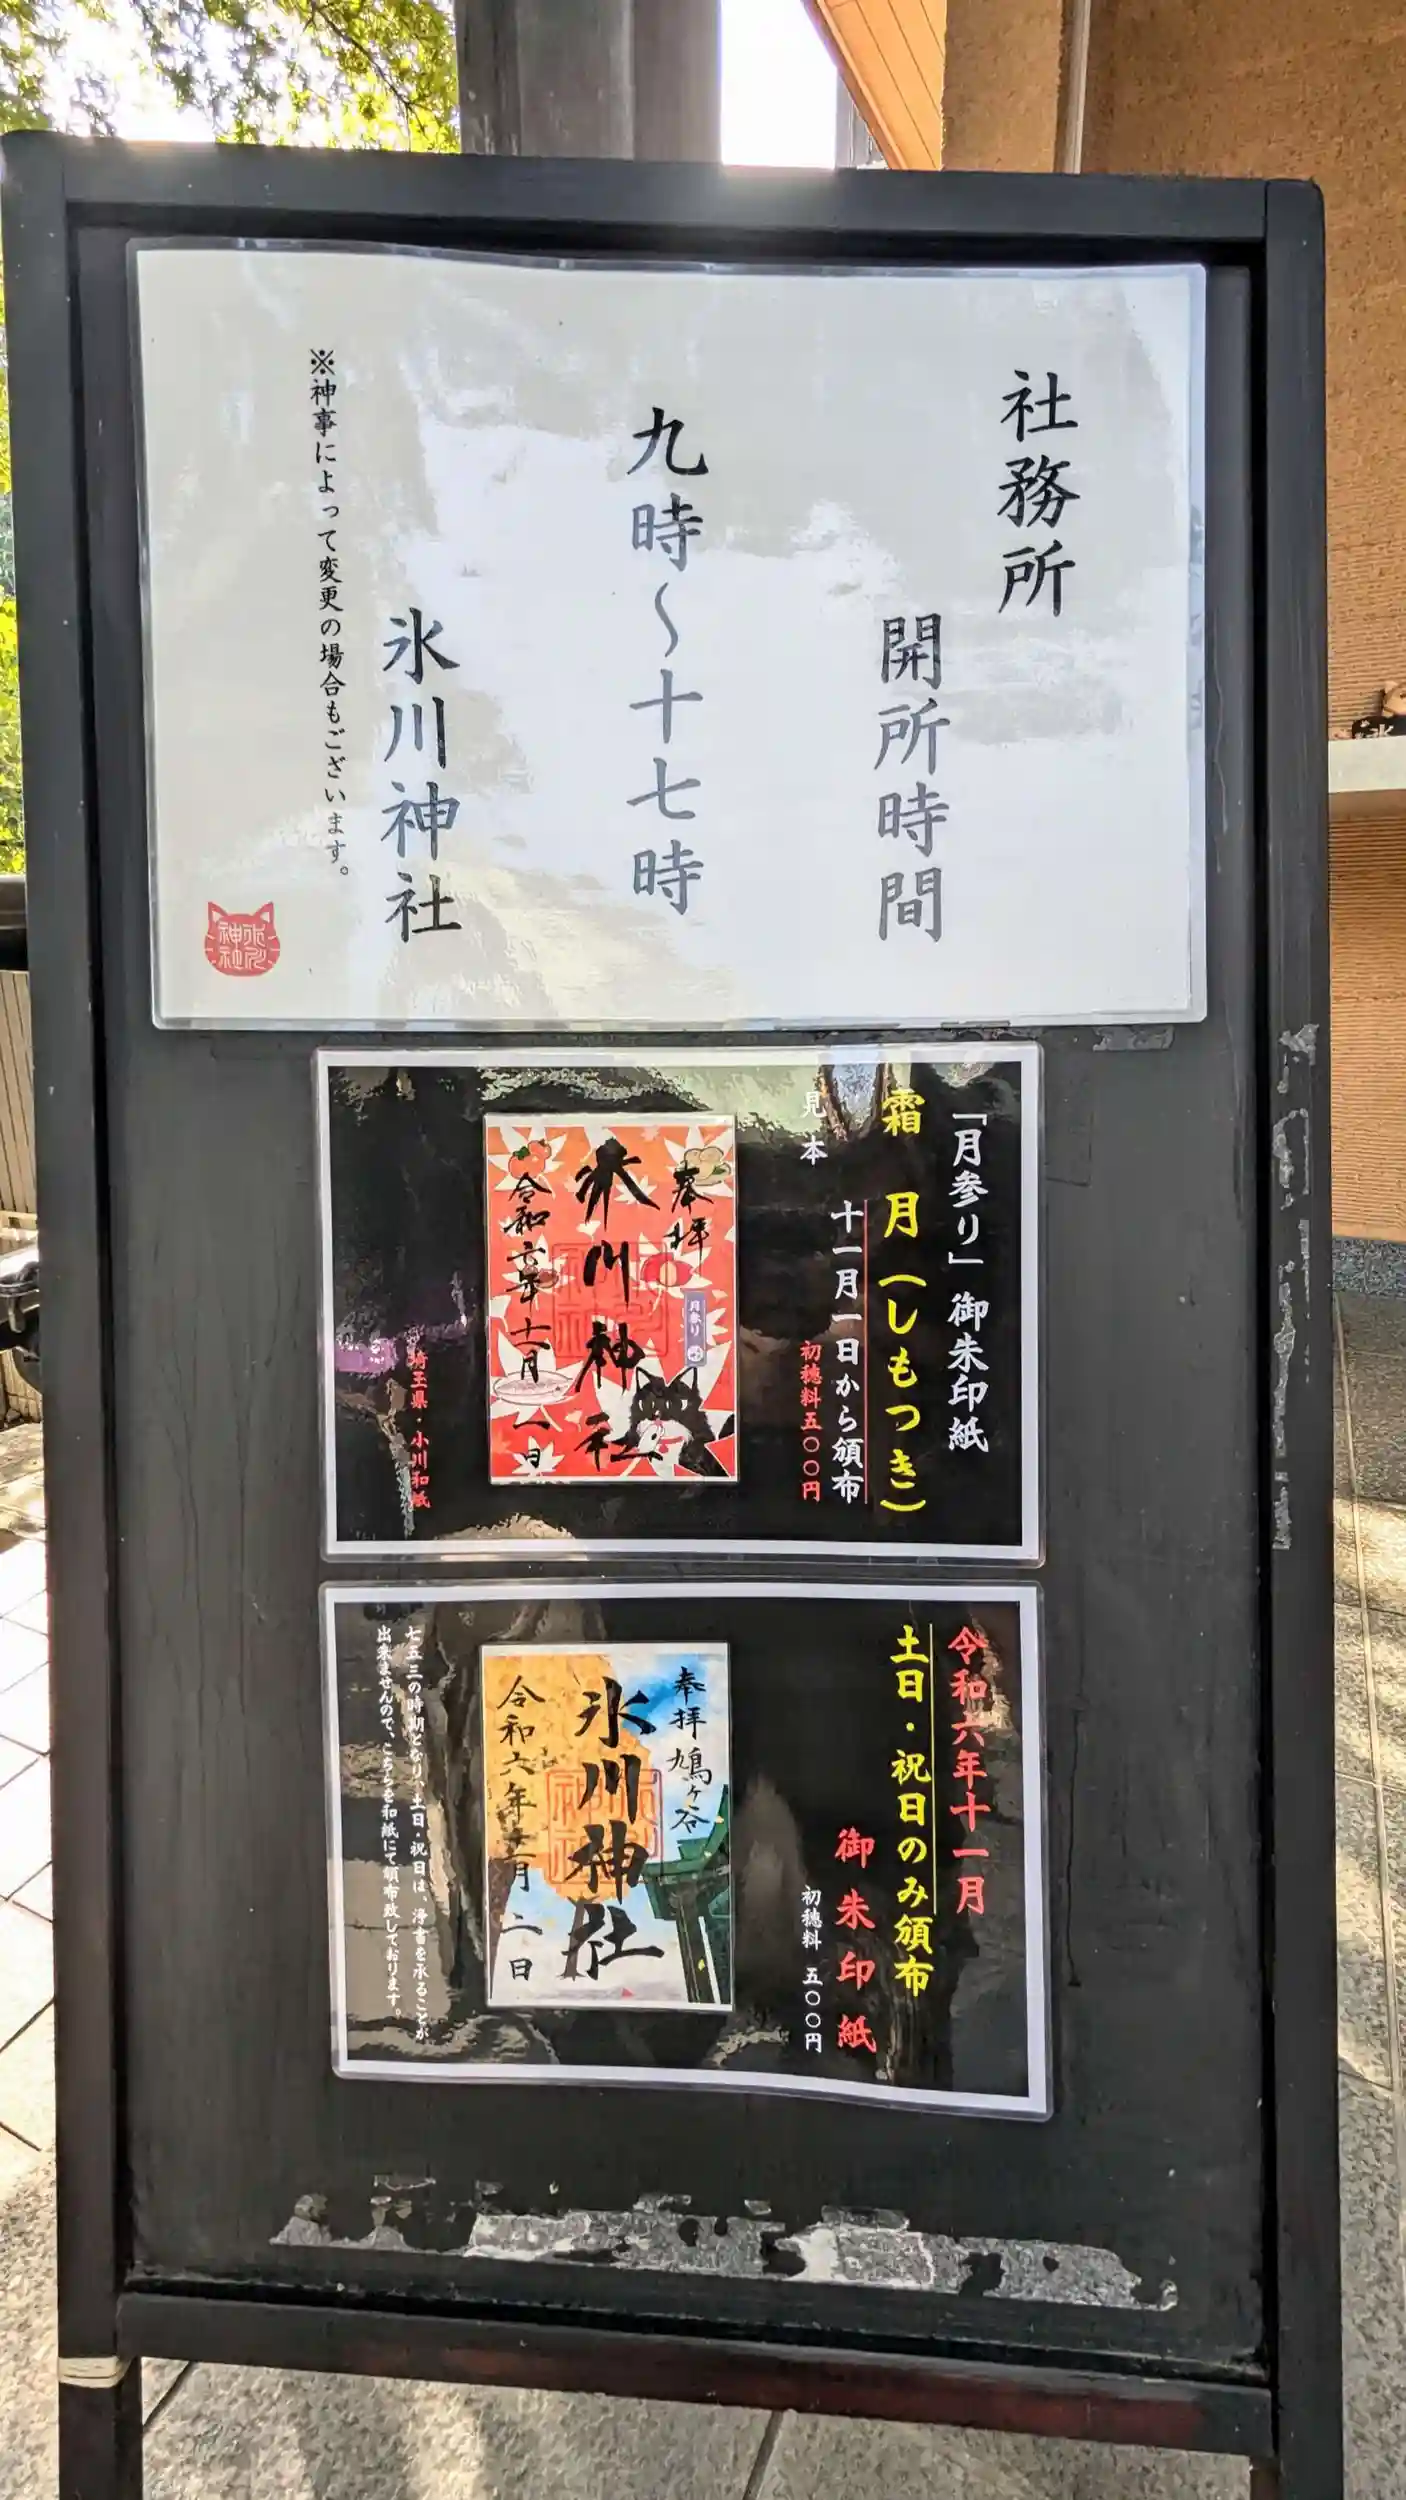 社務所
開所時間
九時〜十七時
氷川神社
※神事によって変更の場合もございます。
氷川
神社
「月参り」御朱印紙
霜 月(しもつき)
十一月一日から頒布
見本
初穂料五〇〇円
奉拝
月参り
氷川神社
令和六年十一月一日
埼玉県・小川和紙
令和六年十一月
土日・祝日のみ頒布
御朱印紙
初穂料 五〇〇円
奉拝 鳩ヶ谷
氷川神社
令和六年十一月二日
七五三の時期となり、土日・祝日は、浄書を承ることが
出来ませんので、こちらを和紙にて頒布致しております。